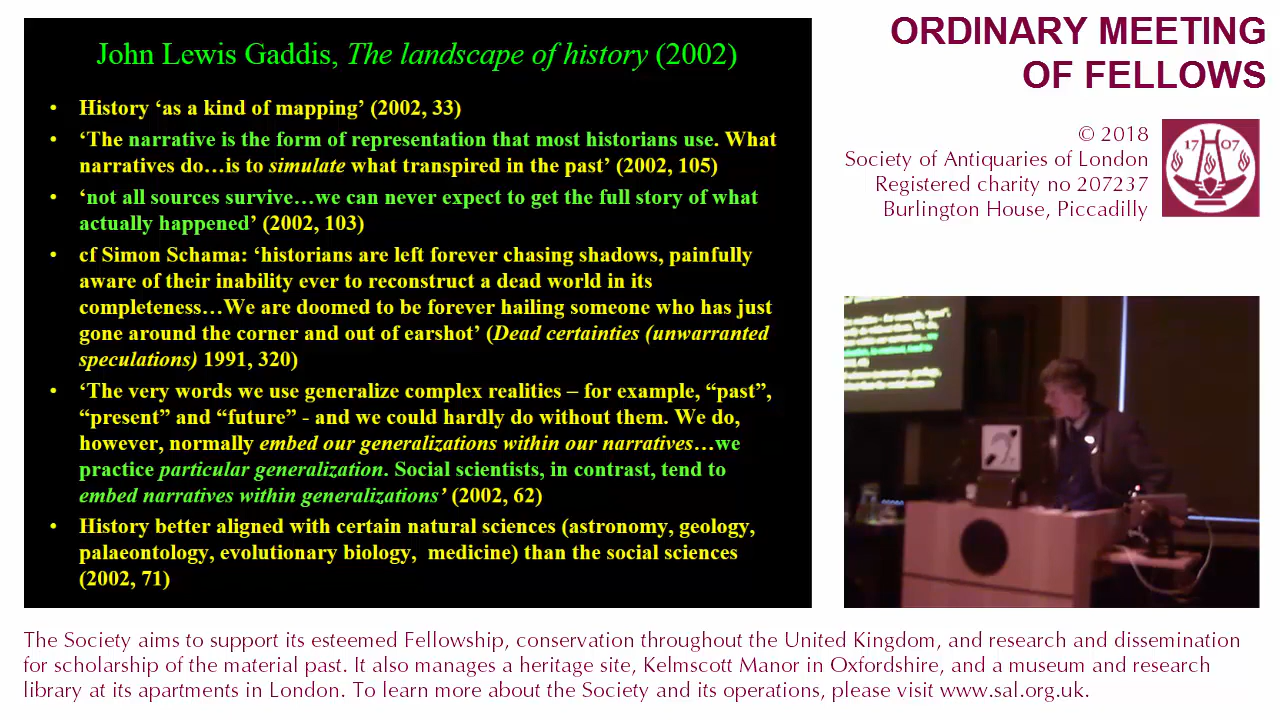 John Lewis Gaddis, The landscape of history (2002)
• History ‘as a kind of mapping’ (2002, 33)
• ‘The narrative is the form of representation that most historians use. What
narratives do…is to simulate what transpired in the past’ (2002, 105)
• ‘not all sources survive…we can never expect to get the full story of what
actually happened’ (2002, 103)
• cf Simon Schama: ‘historians are left forever chasing shadows, painfully
aware of their inability ever to reconstruct a dead world in its
completeness…We are doomed to be forever hailing someone who has just
gone around the corner and out of earshot’ (Dead certainties (unwarranted
speculations) 1991, 320)
• ‘The very words we use generalize complex realities – for example, “past”,
“present” and “future” - and we could hardly do without them. We do,
however, normally embed our generalizations within our narratives…we
practice particular generalization. Social scientists, in contrast, tend to
embed narratives within generalizations’ (2002, 62)
• History better aligned with certain natural sciences (astronomy, geology,
palaeontology, evolutionary biology,  medicine) than the social sciences
(2002, 71)
ORDINARY MEETING
OF FELLOWS
© 2018
Society of Antiquaries of London
Registered charity no 207237
Burlington House, Piccadilly
17 07
The Society aims to support its esteemed Fellowship, conservation throughout the United Kingdom, and research and dissemination
for scholarship of the material past. It also manages a heritage site, Kelmscott Manor in Oxfordshire, and a museum and research
library at its apartments in London. To learn more about the Society and its operations, please visit www.sal.org.uk.